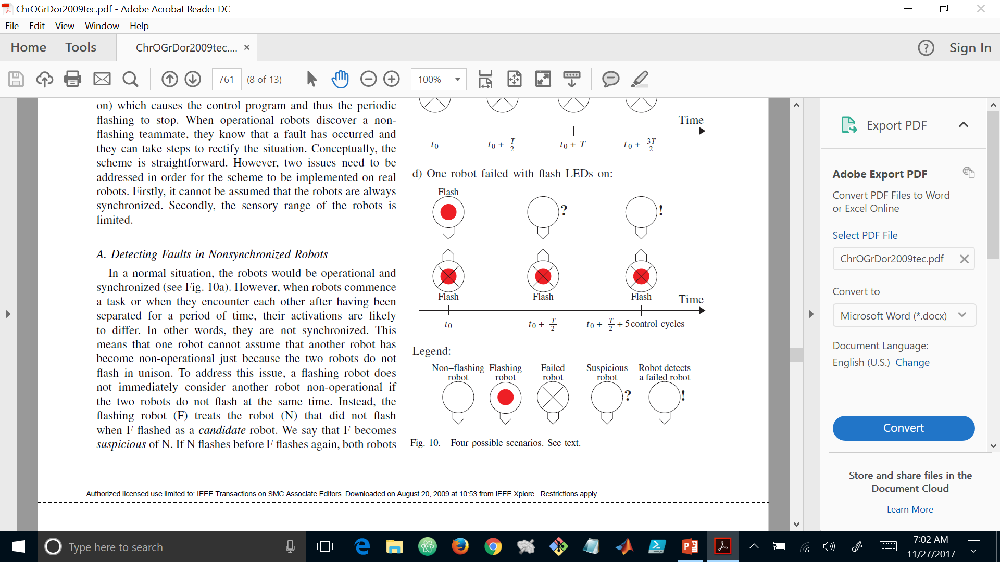 ChrOGrDor2009tec.pdf - Adobe Acrobat Reader DC
File Edit View Window Help
Home Tools ChrOGrDor2009tec.... × ? Sign In
761 (8 of 13) 100%
on) which causes the control program and thus the periodic
flashing to stop. When operational robots discover a non-
flashing teammate, they know that a fault has occurred and
they can take steps to rectify the situation. Conceptually, the
scheme is straightforward. However, two issues need to be
addressed in order for the scheme to be implemented on real
robots. Firstly, it cannot be assumed that the robots are always
synchronized. Secondly, the sensory range of the robots is
limited.
A. Detecting Faults in Nonsynchronized Robots
In a normal situation, the robots would be operational and
synchronized (see Fig. 10a). However, when robots commence
a task or when they encounter each other after having been
separated for a period of time, their activations are likely
to differ. In other words, they are not synchronized. This
means that one robot cannot assume that another robot has
become non-operational just because the two robots do not
flash in unison. To address this issue, a flashing robot does
not immediately consider another robot non-operational if
the two robots do not flash at the same time. Instead, the
flashing robot (F) treats the robot (N) that did not flash
when F flashed as a candidate robot. We say that F becomes
suspicious of N. If N flashes before F flashes again, both robots
Time
t0 t0 + T/2 t0 + T t0 + 3T/2
d) One robot failed with flash LEDs on:
Flash
? !
Flash Flash Flash Time
t0 t0 + T/2 t0 + T/2 + 5 control cycles
Legend:
Non−flashing robot
Flashing robot
Failed robot
Suspicious robot
Robot detects a failed robot
? !
Fig. 10. Four possible scenarios. See text.
Authorized licensed use limited to: IEEE Transactions on SMC Associate Editors. Downloaded on August 20, 2009 at 10:53 from IEEE Xplore. Restrictions apply.
Export PDF
Adobe Export PDF
Convert PDF Files to Word
or Excel Online
Select PDF File
ChrOGrDor2009tec.pdf
Convert to
Microsoft Word (*.docx)
Document Language:
English (U.S.) Change
Convert
Store and share files in the
Document Cloud
Learn More
Type here to search
7:02 AM
11/27/2017